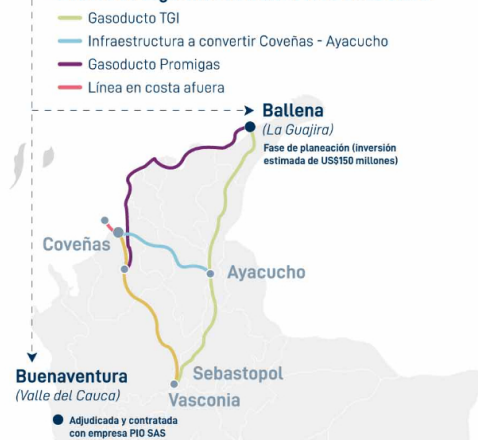 Gasoducto TGI
Infraestructura a convertir Coveñas - Ayacucho
Gasoducto Promigas
Línea en costa afuera
Ballena
(La Guajira)
Fase de planeación (inversión
estimada de US$150 millones)
Coveñas
Ayacucho
Sebastopol
Vasconia
Buenaventura
(Valle del Cauca)
Adjudicada y contratada
con empresa PIO SAS